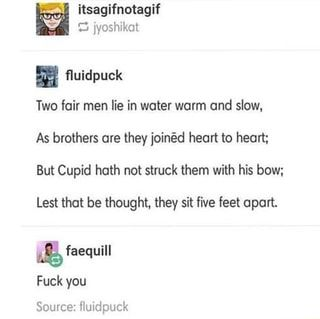 itsagifnotagif
jyoshikat
fluidpuck
Two fair men lie in water warm and slow,
As brothers are they joinèd heart to heart;
But Cupid hath not struck them with his bow;
Lest that be thought, they sit five feet apart.
faequill
Fuck you
Source: fluidpuck